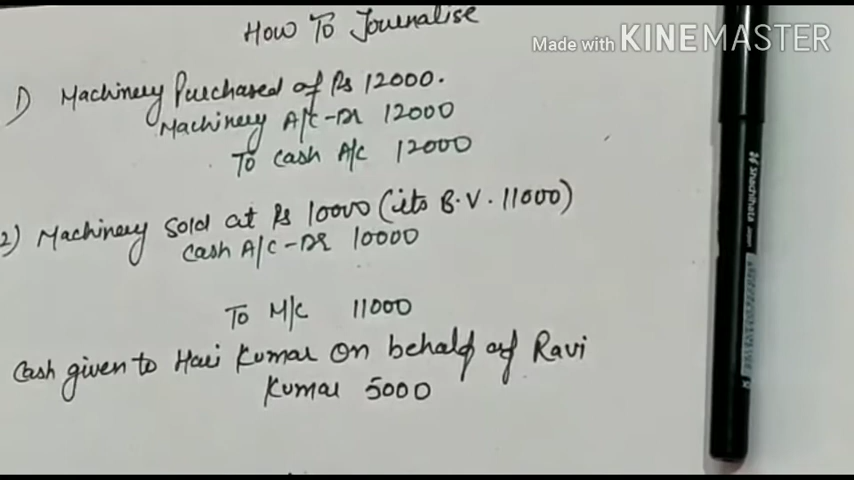 How To Journalise
Made with KINEMASTER
1) Machinery Purchased of Rs 12000.
Machinery A/c - Dr 12000
To Cash A/c 12000
2) Machinery Sold at Rs 10000 (its B.V. 11000)
Cash A/C - Dr 10000
To M/c 11000
Cash given to Hari Kumar On behalf of Ravi
Kumar 5000
Shachihata